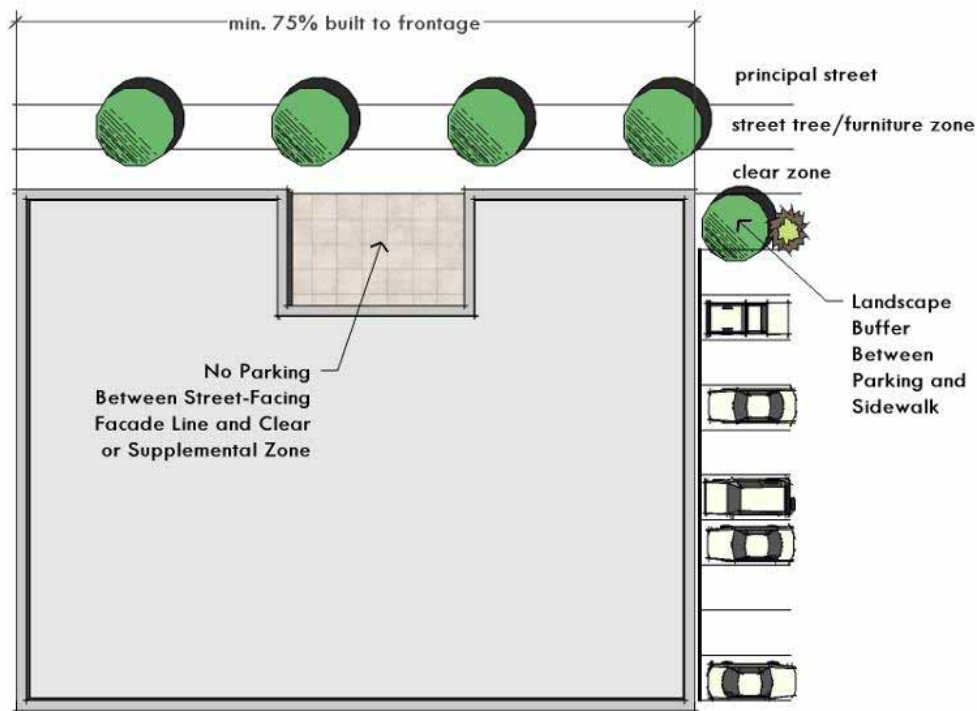 min. 75% built to frontage
principal street
street tree/furniture zone
clear zone
Landscape
Buffer
Between
Parking and
Sidewalk
No Parking
Between Street-Facing
Facade Line and Clear
or Supplemental Zone